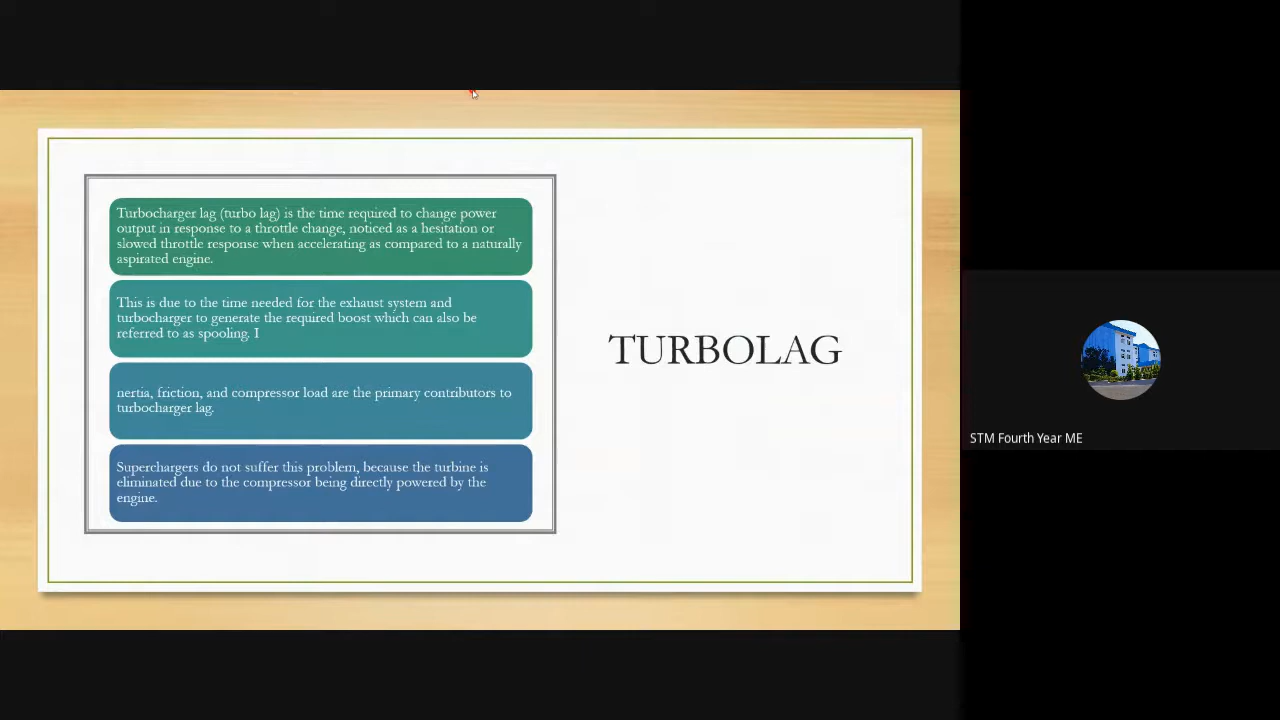 Turbocharger lag (turbo lag) is the time required to change power
output in response to a throttle change, noticed as a hesitation or
slowed throttle response when accelerating as compared to a naturally
aspirated engine.
This is due to the time needed for the exhaust system and
turbocharger to generate the required boost which can also be
referred to as spooling. I
nertia, friction, and compressor load are the primary contributors to
turbocharger lag.
Superchargers do not suffer this problem, because the turbine is
eliminated due to the compressor being directly powered by the
engine.
TURBOLAG
STM Fourth Year ME